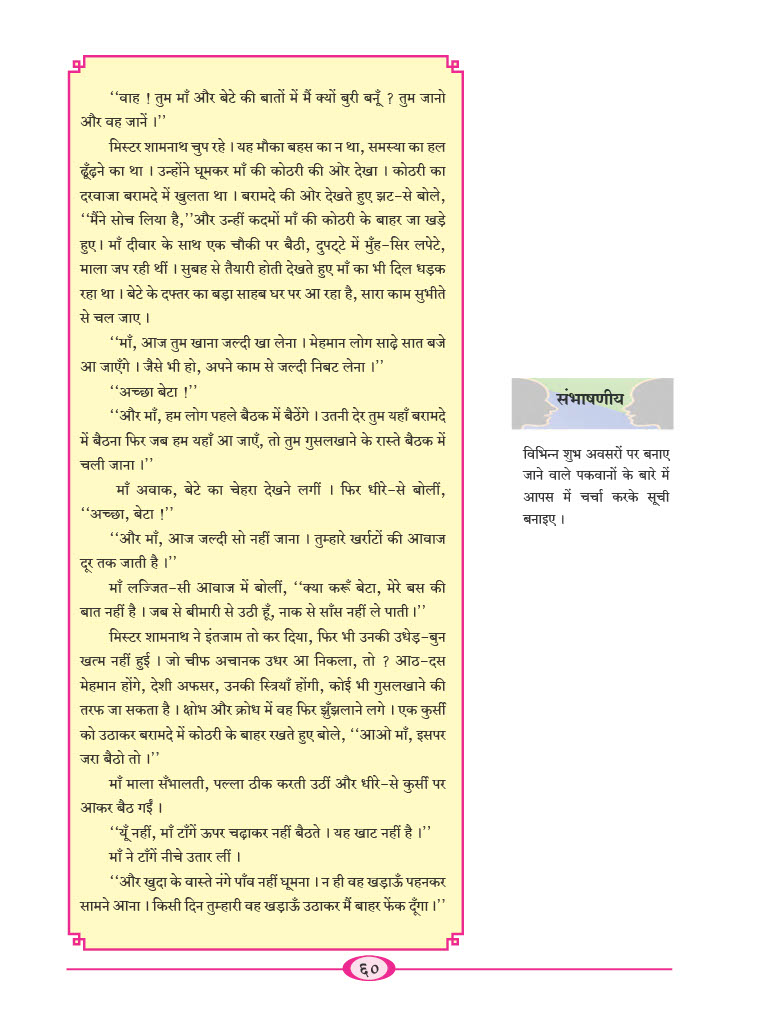 ‘‘वाह ! तुम माँ और बेटे की बातों में मैं क्यों बुरी बनूँ ? तुम जानो
और वह जानें ।’’
मिस्टर शामनाथ चुप रहे । यह मौका बहस का न था, समस्या का हल
ढूँढ़ने का था । उन्होंने घूमकर माँ की कोठरी की ओर देखा । कोठरी का
दरवाजा बरामदे में खुलता था । बरामदे की ओर देखते हुए झट-से बोले,
‘‘मैंने सोच लिया है,’’और उन्हीं कदमों माँ की कोठरी के बाहर जा खड़े
हुए। माँ दीवार के साथ एक चौकी पर बैठी, दुपट्टे में मुँह-सिर लपेटे,
माला जप रही थीं । सुबह से तैयारी होती देखते हुए माँ का भी दिल धड़क
रहा था । बेटे के दफ्तर का बड़ा साहब घर पर आ रहा है, सारा काम सुभीते
से चल जाए ।
‘‘माँ, आज तुम खाना जल्दी खा लेना । मेहमान लोग साढ़े सात बजे
आ जाएँगे । जैसे भी हो, अपने काम से जल्दी निबट लेना ।’’
‘‘अच्छा बेटा !’’
‘‘और माँ, हम लोग पहले बैठक में बैठेंगे । उतनी देर तुम यहाँ बरामदे
में बैठना फिर जब हम यहाँ आ जाएँ, तो तुम गुसलखाने के रास्ते बैठक में
चली जाना ।’’
माँ अवाक, बेटे का चेहरा देखने लगीं । फिर धीरे-से बोलीं,
‘‘अच्छा, बेटा !’’
‘‘और माँ, आज जल्दी सो नहीं जाना । तुम्हारे खर्राटों की आवाज
दूर तक जाती है ।’’
माँ लज्जित-सी आवाज में बोलीं, ‘‘क्या करूँ बेटा, मेरे बस की
बात नहीं है । जब से बीमारी से उठी हूँ, नाक से साँस नहीं ले पाती।’’
मिस्टर शामनाथ ने इंतजाम तो कर दिया, फिर भी उनकी उधेड़-बुन
खत्म नहीं हुई । जो चीफ अचानक उधर आ निकला, तो ? आठ-दस
मेहमान होंगे, देशी अफसर, उनकी स्त्रियाँ होंगी, कोई भी गुसलखाने की
तरफ जा सकता है । क्षोभ और क्रोध में वह फिर झुँझलाने लगे । एक कुर्सी
को उठाकर बरामदे में कोठरी के बाहर रखते हुए बोले, ‘‘आओ माँ, इसपर
जरा बैठो तो ।’’
माँ माला सँभालती, पल्ला ठीक करती उठीं और धीरे-से कुर्सी पर
आकर बैठ गईं ।
‘‘यूँ नहीं, माँ टाँगें ऊपर चढ़ाकर नहीं बैठते । यह खाट नहीं है ।’’
माँ ने टाँगें नीचे उतार लीं ।
‘‘और खुदा के वास्ते नंगे पाँव नहीं घूमना । न ही वह खड़ाऊँ पहनकर
सामने आना । किसी दिन तुम्हारी वह खड़ाऊँ उठाकर मैं बाहर फेंक दूँगा।’’
संभाषणीय
विभिन्न शुभ अवसरों पर बनाए
जाने वाले पकवानों के बारे में
आपस में चर्चा करके सूची
बनाइए ।
६०